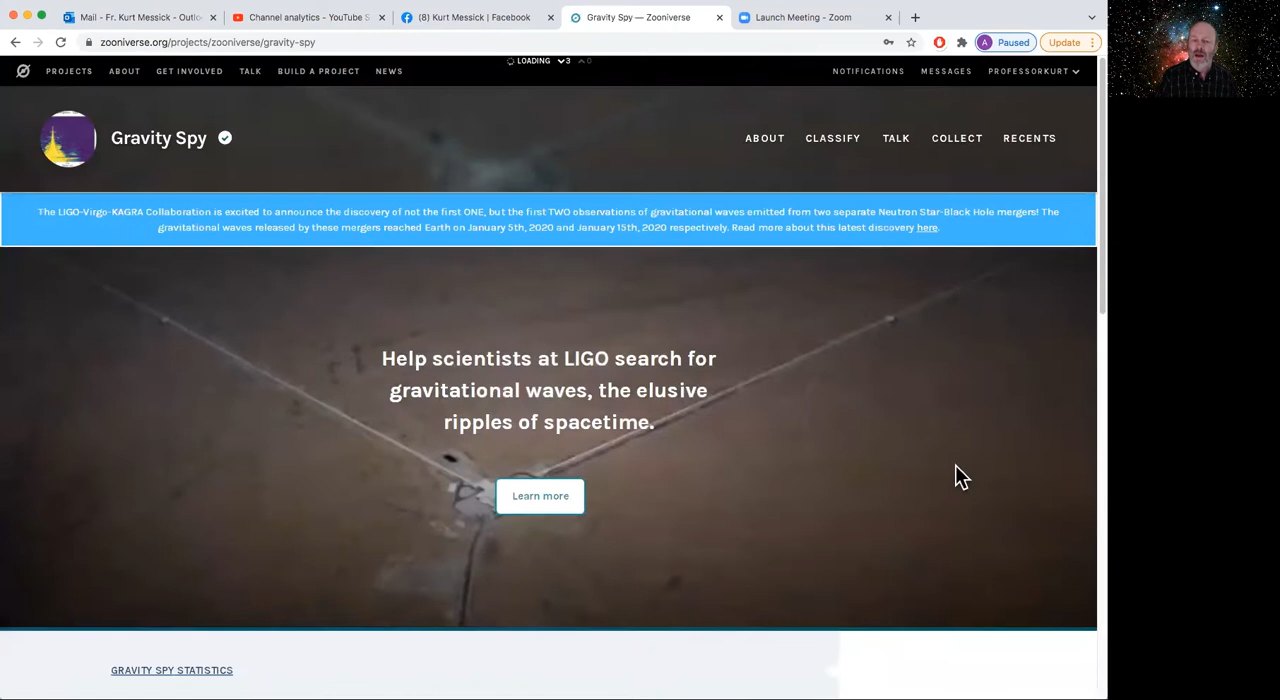 Mail - Fr. Kurt Messick - Outlo
Channel analytics - YouTube S
(8) Kurt Messick | Facebook
Gravity Spy — Zooniverse
Launch Meeting - Zoom
zooniverse.org/projects/zooniverse/gravity-spy
A Paused
Update
PROJECTS ABOUT GET INVOLVED TALK BUILD A PROJECT NEWS
LOADING 3 0
NOTIFICATIONS MESSAGES PROFESSORKURT
Gravity Spy
ABOUT CLASSIFY TALK COLLECT RECENTS
The LIGO-Virgo-KAGRA Collaboration is excited to announce the discovery of not the first ONE, but the first TWO observations of gravitational waves emitted from two separate Neutron Star-Black Hole mergers! The
gravitational waves released by these mergers reached Earth on January 5th, 2020 and January 15th, 2020 respectively. Read more about this latest discovery here.
Help scientists at LIGO search for
gravitational waves, the elusive
ripples of spacetime.
Learn more
GRAVITY SPY STATISTICS